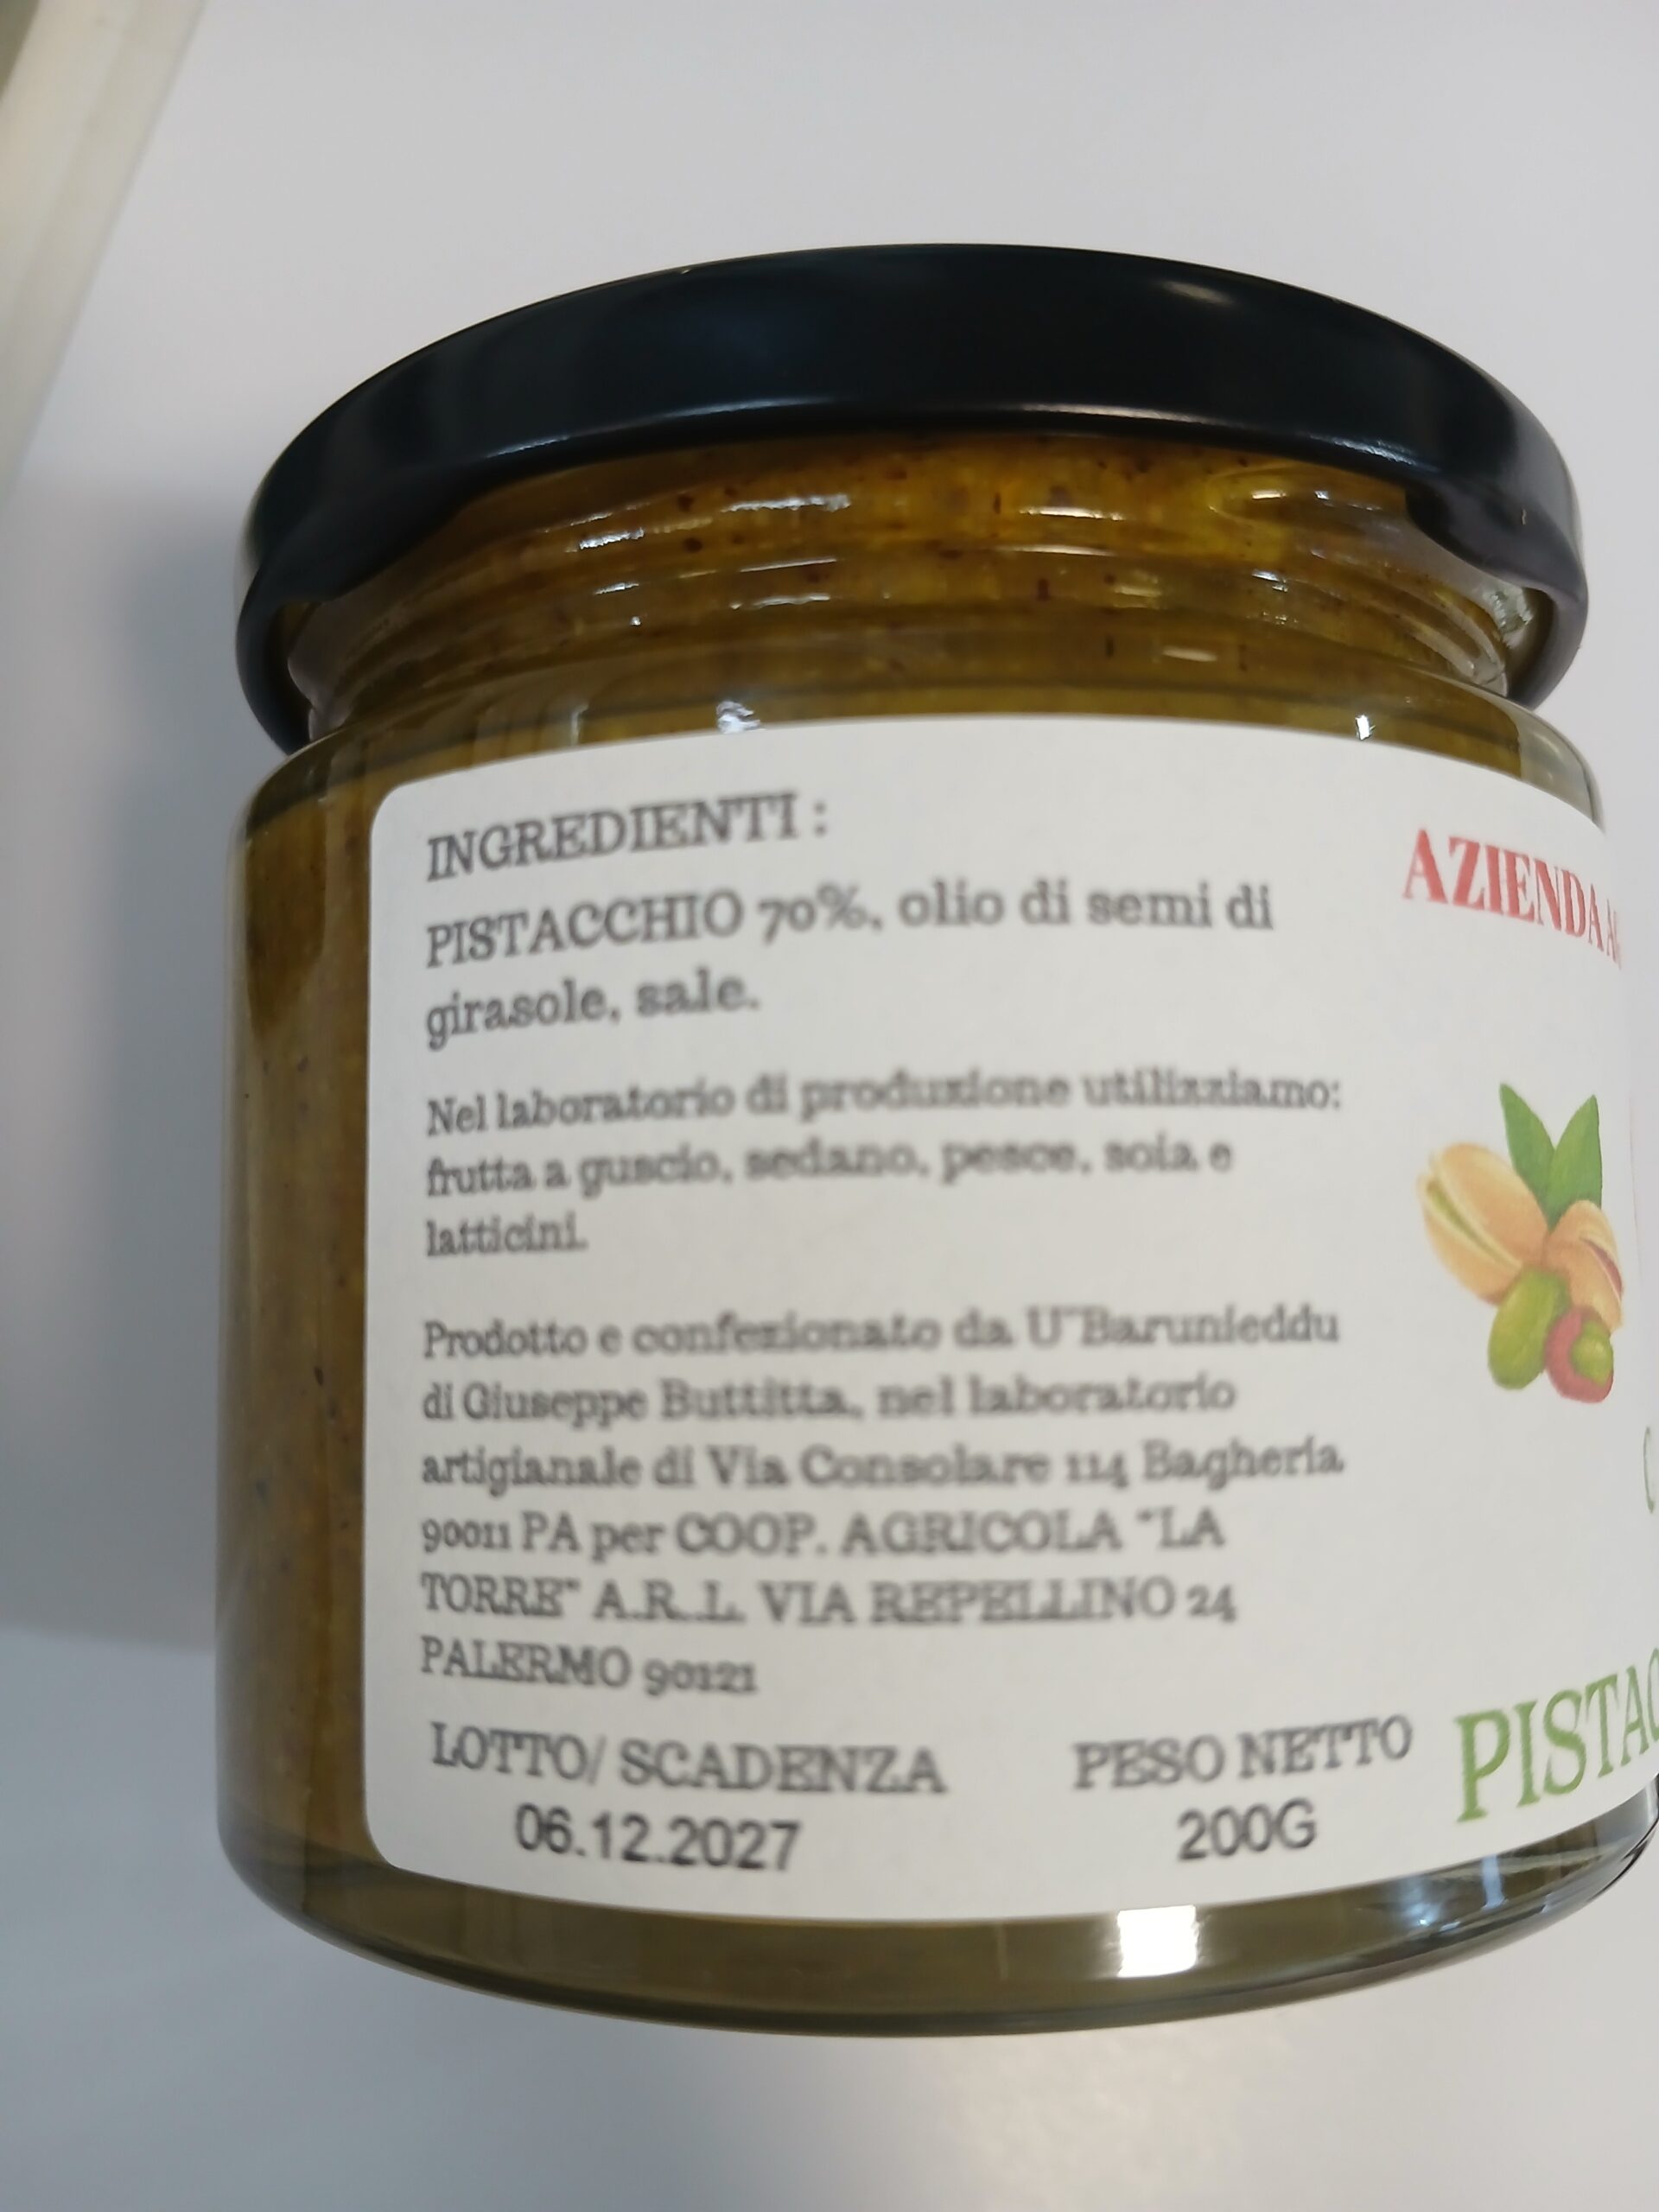 INGREDIENTI :
PISTACCHIO 70%, olio di semi di
girasole, sale.
Nel laboratorio di produzione utilizziamo:
frutta a guscio, sedano, pesce, soia e
latticini.
Prodotto e confezionato da U"Barunieddu
di Giuseppe Buttitta, nel laboratorio
artigianale di Via Consolare 114 Bagheria
90011 PA per COOP. AGRICOLA "LA
TORRE" A.R.L. VIA REPELLINO 24
PALERMO 90121
LOTTO/ SCADENZA
06.12.2027
PESO NETTO
200G
AZIENDA